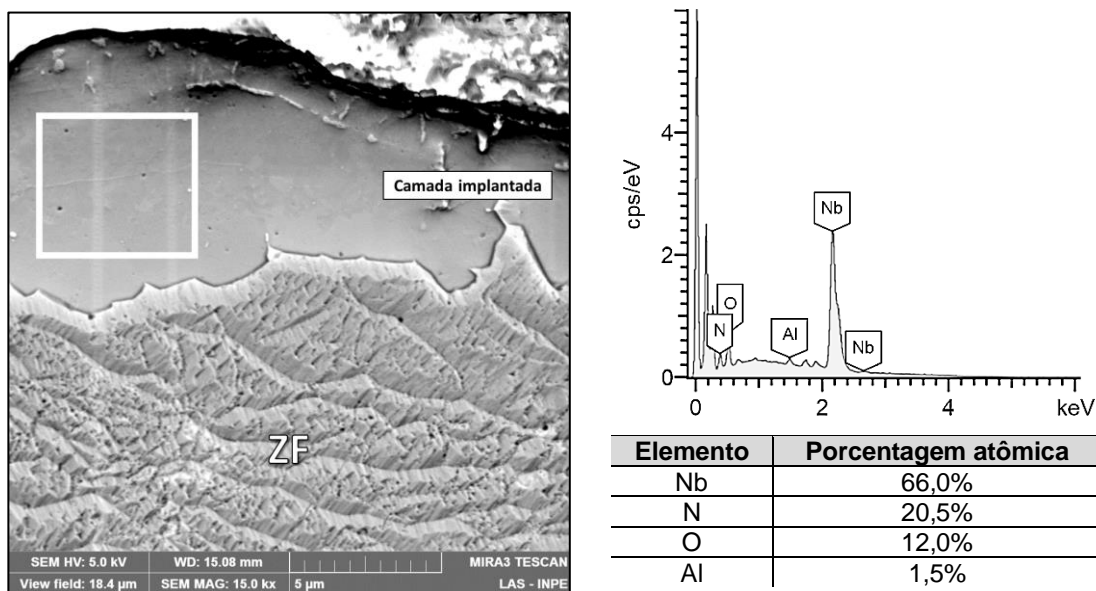 Camada implantada
ZF
SEM HV: 5.0 kV
WD: 15.08 mm
MIRA3 TESCAN
View field: 18.4 µm
SEM MAG: 15.0 kx
5 µm
LAS - INPE
cps/eV
4
2
0
Nb
O
N
Al
Nb
0
2
4
keV
Elemento Porcentagem atômica
Nb 66,0%
N 20,5%
O 12,0%
Al 1,5%